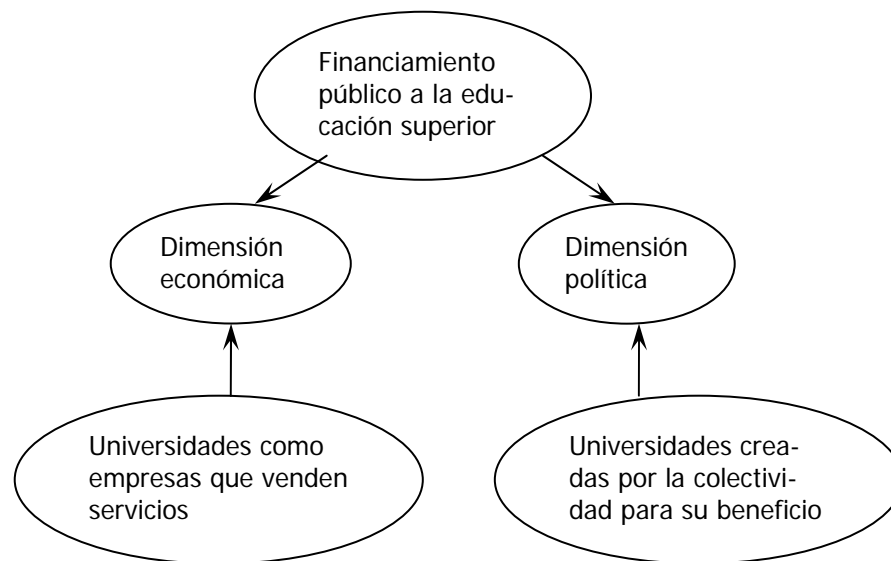 Financiamiento
público a la edu-
cación superior
Dimensión
económica
Dimensión
política
Universidades como
empresas que venden
servicios
Universidades crea-
das por la colectivi-
dad para su beneficio